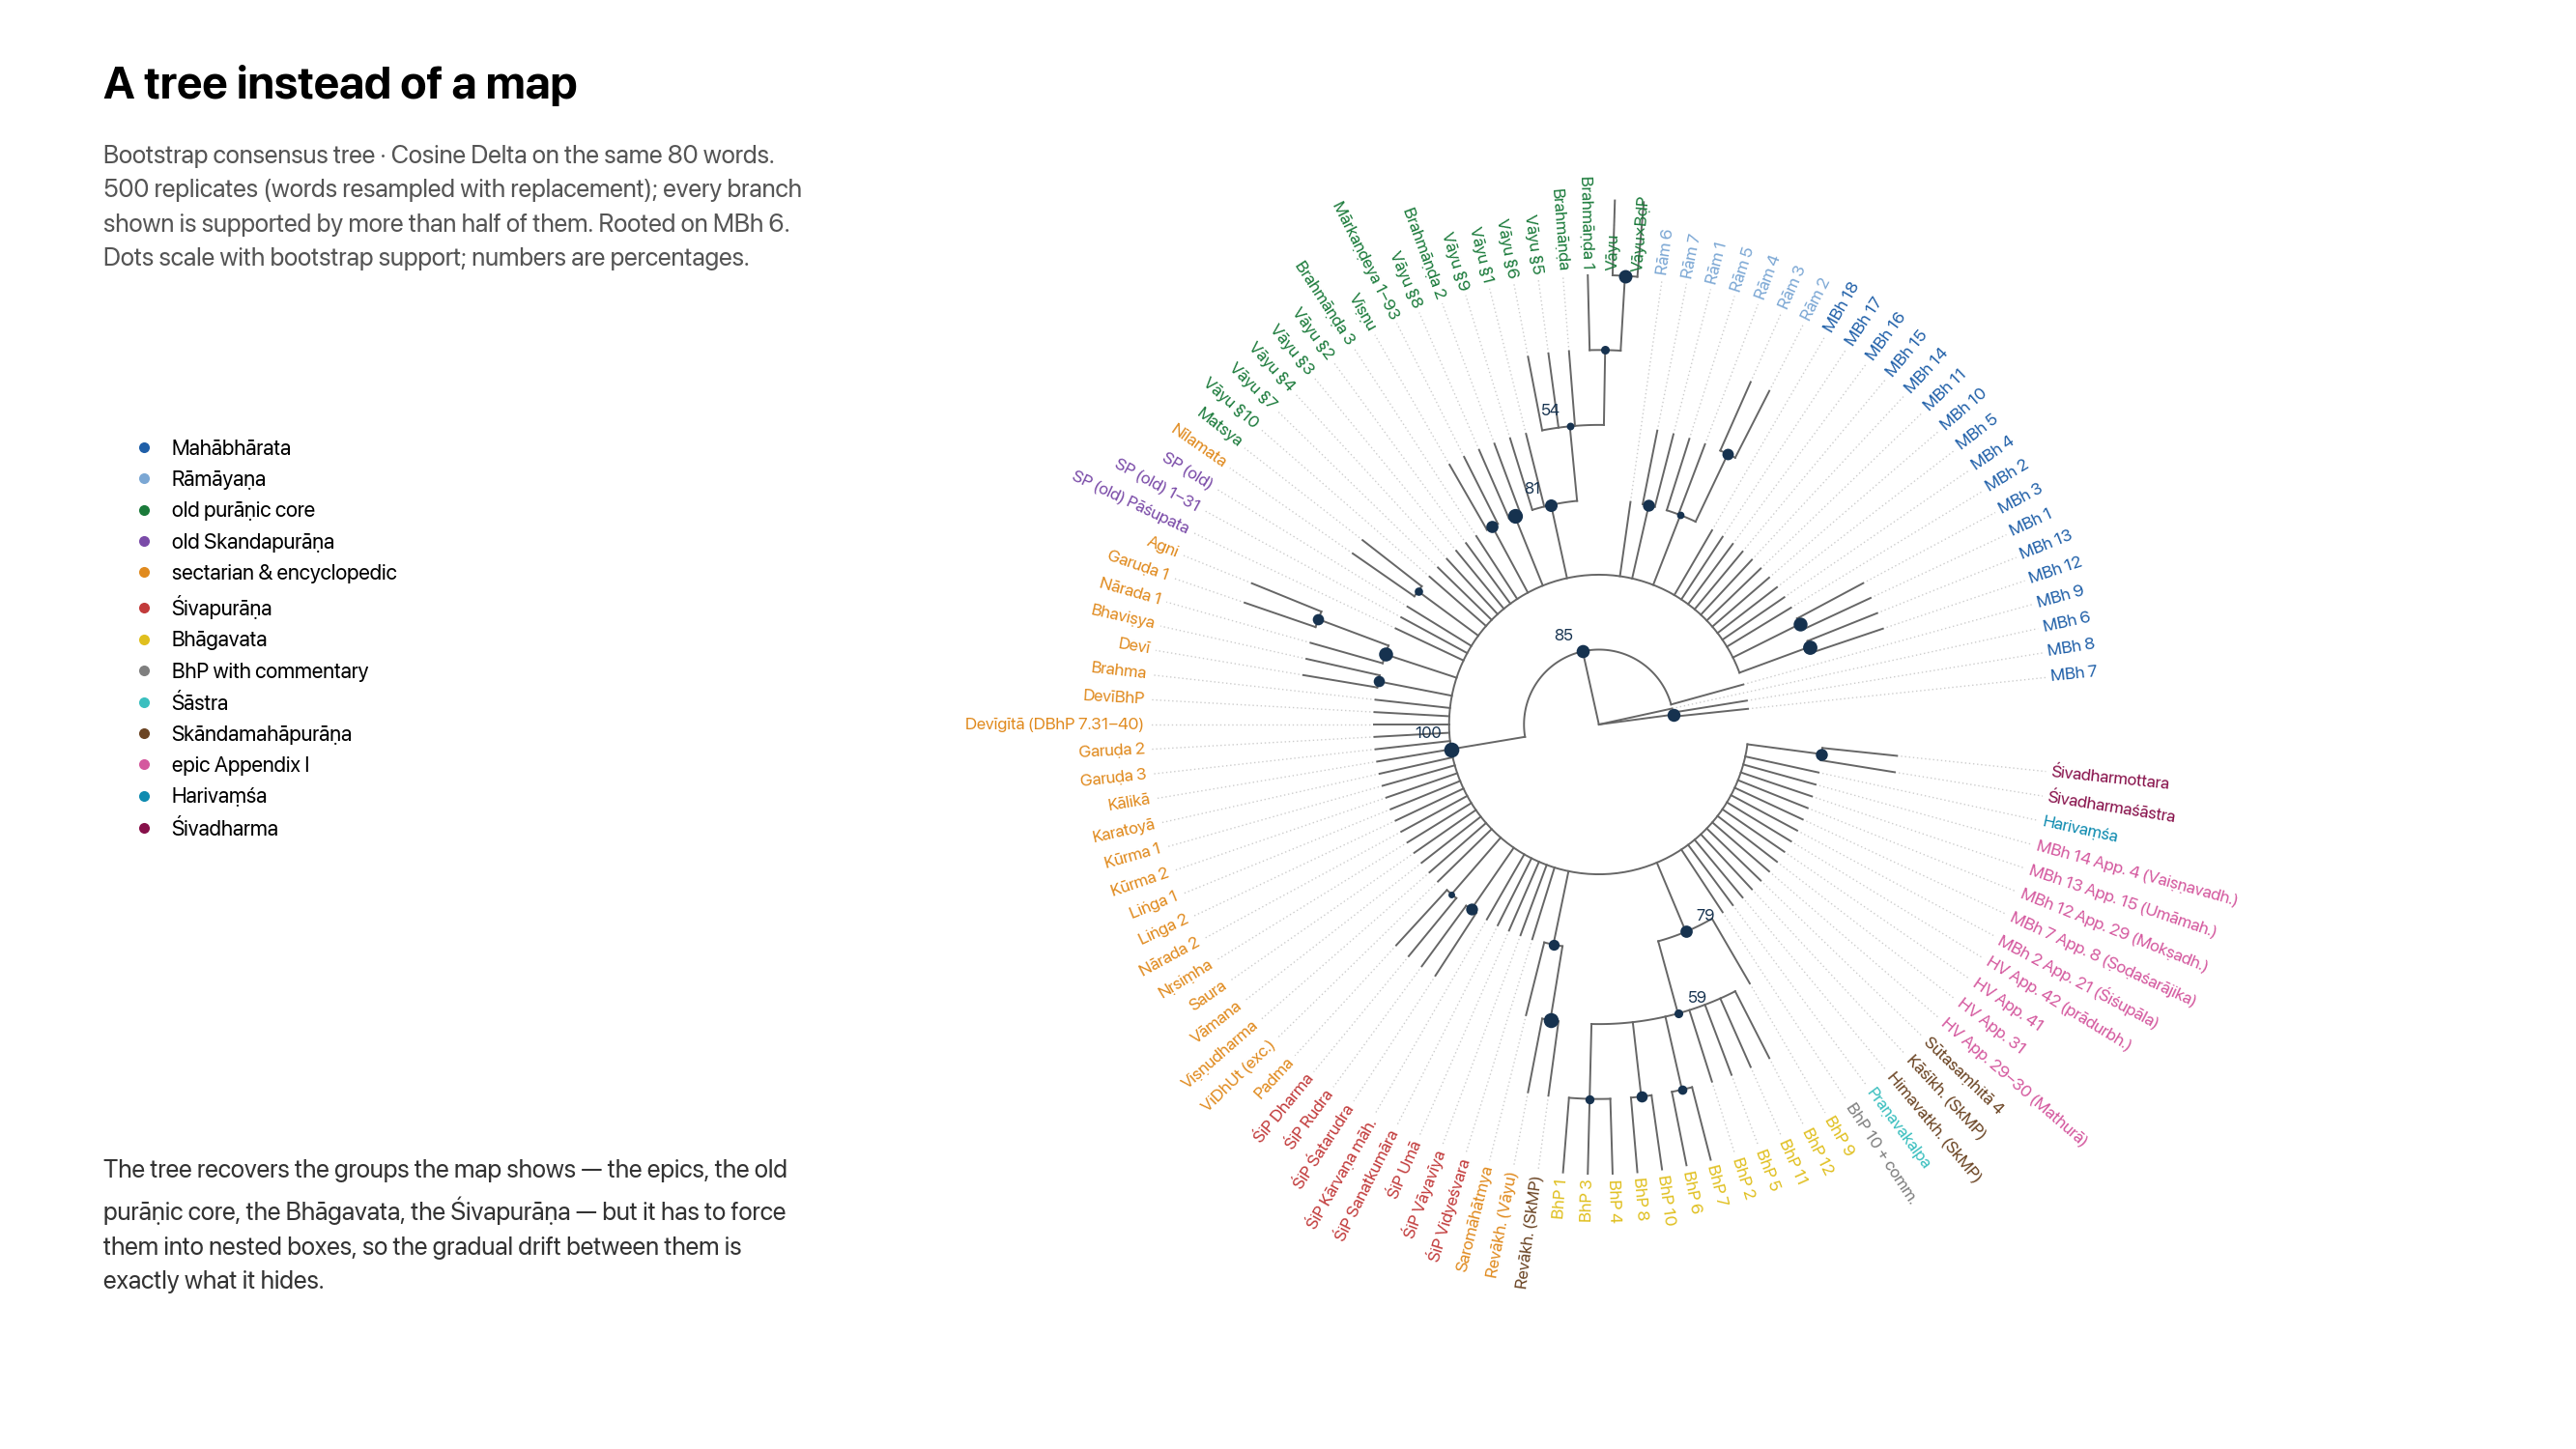 A tree instead of a map
Bootstrap consensus tree · Cosine Delta on the same 80 words.
500 replicates (words resampled with replacement); every branch
shown is supported by more than half of them. Rooted on MBh 6.
Dots scale with bootstrap support; numbers are percentages.
Mahābhārata
Rāmāyaṇa
old purāṇic core
old Skandapurāṇa
sectarian & encyclopedic
Śivapurāṇa
Bhāgavata
BhP with commentary
Śāstra
Skāndamahāpurāṇa
epic Appendix I
Harivaṃśa
Śivadharma
The tree recovers the groups the map shows — the epics, the old
purāṇic core, the Bhāgavata, the Śivapurāṇa — but it has to force
them into nested boxes, so the gradual drift between them is
exactly what it hides.
SP (old) Pāśupata
SP (old) 1–31
SP (old)
Nīlamata
Matsya
Vāyu §10
Vāyu §7
Vāyu §4
Vāyu §3
Vāyu §2
Brahmāṇḍa 3
Viṣṇu
Mārkaṇḍeya 1–93
Vāyu §8
Brahmāṇḍa 2
Vāyu §9
Vāyu §1
Vāyu §6
Vāyu §5
Brahmāṇḍa
Brahmāṇḍa 1
Vāyu
Vāyu×BḍP
Rām 6
Rām 7
Rām 1
Rām 5
Rām 4
Rām 3
Rām 2
MBh 18
MBh 17
MBh 16
MBh 15
MBh 14
MBh 11
MBh 10
MBh 5
MBh 4
MBh 2
MBh 3
MBh 1
MBh 13
MBh 12
MBh 9
MBh 6
MBh 8
MBh 7
54
81
85
100
79
59
Śivadharmottara
Śivadharmaśāstra
Harivaṃśa
MBh 14 App. 4 (Vaiṣṇavadh.)
MBh 13 App. 15 (Umāmah.)
MBh 12 App. 29 (Mokṣadh.)
MBh 7 App. 8 (Ṣoḍaśarājika)
MBh 2 App. 21 (Śiśupāla)
HV App. 42 (prādurbh.)
HV App. 41
HV App. 31
HV App. 29–30 (Mathurā)
Sūtasaṃhitā 4
Kāśīkh. (SkMP)
Himavatkh. (SkMP)
Praṇavakalpa
BhP 10 + comm.
BhP 9
BhP 12
BhP 11
BhP 5
BhP 2
BhP 7
BhP 6
BhP 10
BhP 8
BhP 4
BhP 3
BhP 1
Revākh. (SkMP)
Revākh. (Vāyu)
Saromāhātmya
ŚiP Vidyeśvara
ŚiP Vāyavīya
ŚiP Umā
ŚiP Sanatkumāra
ŚiP Kārvaṇa māh.
ŚiP Śatarudra
ŚiP Rudra
ŚiP Dharma
Padma
ViDhUt (exc.)
Viṣṇudharma
Vāmana
Saura
Nṛsiṃha
Nārada 2
Liṅga 2
Liṅga 1
Kūrma 2
Kūrma 1
Karatoyā
Kālikā
Garuḍa 3
Garuḍa 2
Devīgītā (DBhP 7.31–40)
DevīBhP
Brahma
Devī
Bhaviṣya
Nārada 1
Garuḍa 1
Agni